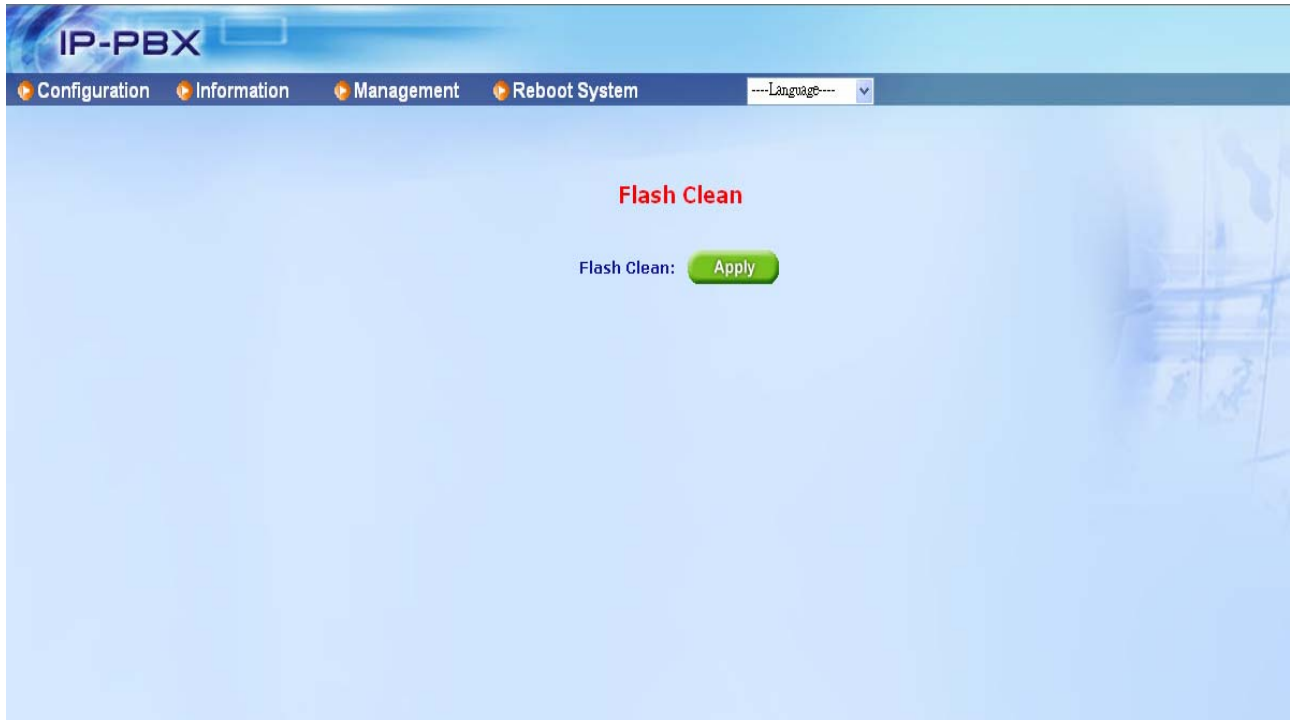 IP-PBX
Configuration Information Management Reboot System ----Language----
Flash Clean
Flash Clean: Apply